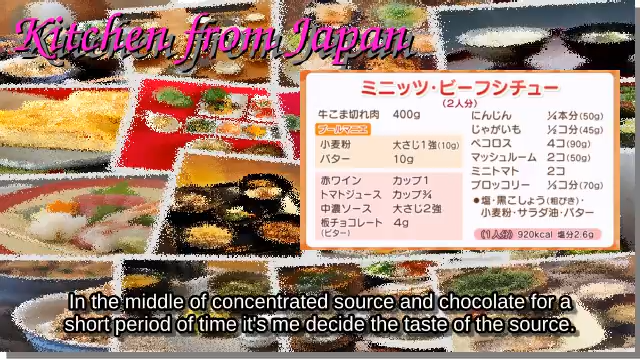 Kitchen from Japan
ミニッツ・ビーフシチュー
(2人分)
牛こま切れ肉 400g
ブールマニエ
小麦粉 大さじ1強(10g)
バター 10g
赤ワイン カップ1
トマトジュース カップ¾
中濃ソース 大さじ2強
板チョコレート 4g
(ビター)
にんじん ¼本分(50g)
じゃがいも ½コ分(45g)
ペコロス 4コ(90g)
マッシュルーム 2コ(50g)
ミニトマト 2コ
ブロッコリー ⅓コ分(70g)
●塩・黒こしょう(粗びき)・
小麦粉・サラダ油・バター
《1人分》 920kcal 塩分2.6g
In the middle of concentrated source and chocolate for a
short period of time it's me decide the taste of the source.